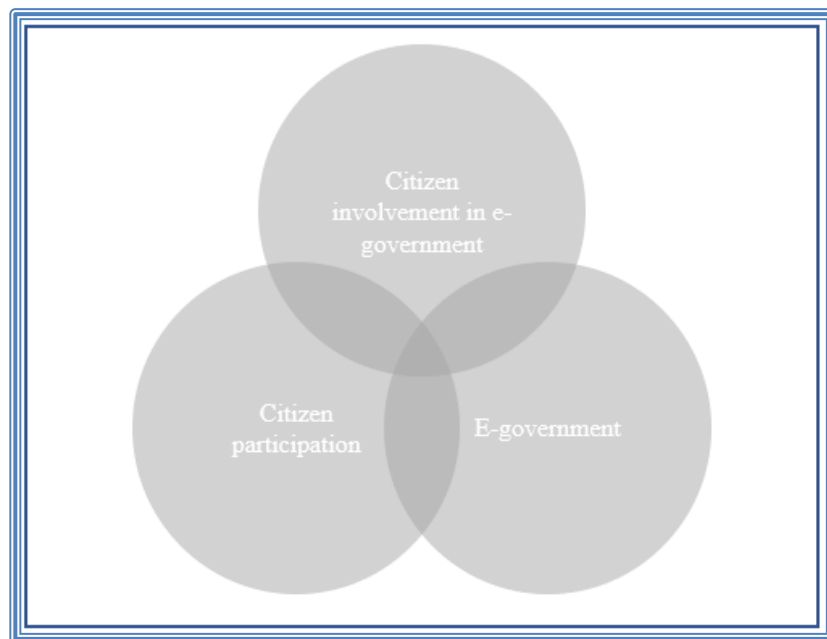 Citizen
involvement in e-
government
Citizen
participation
E-government